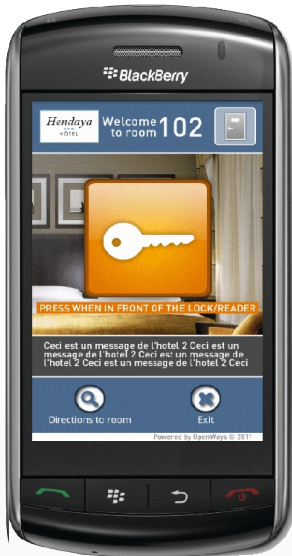 BlackBerry
Hendaya
HÔTEL
Welcome
to room 102
PRESS WHEN IN FRONT OF THE LOCK/READER
Ceci est un message de l'hotel 2 Ceci est un
message de l'hotel 2 Ceci est un message de
l'hotel 2 Ceci est un message de l'hotel 2 Ceci
Directions to room
Exit
Powered by OpenWays © 2011